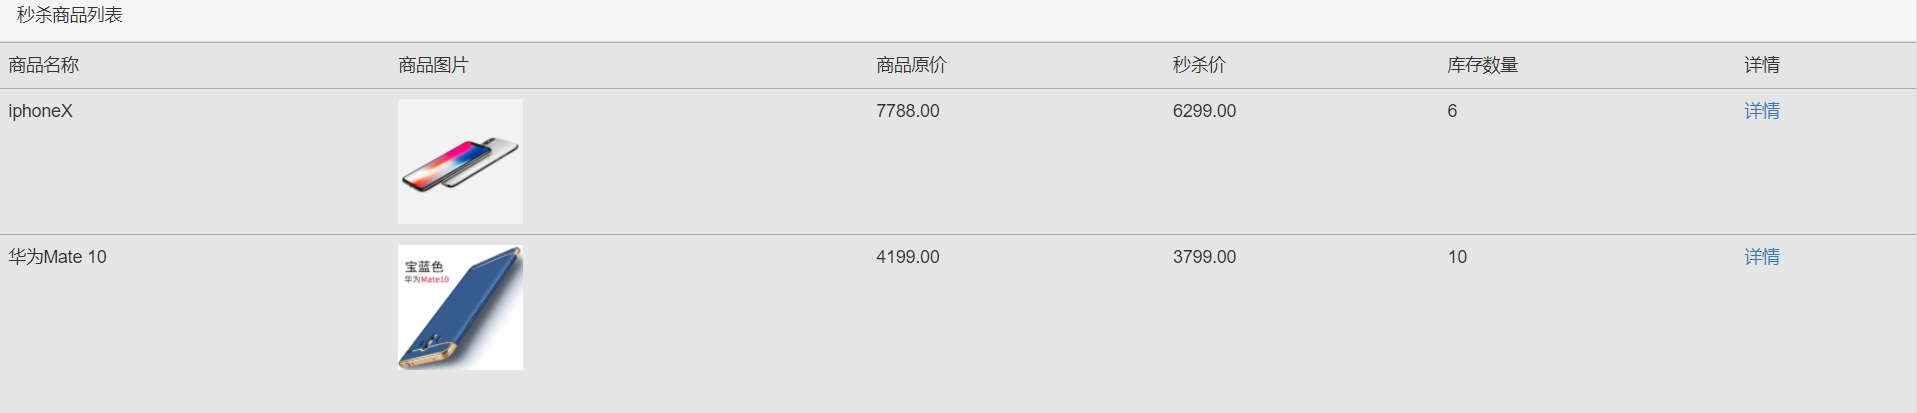 秒杀商品列表
商品名称 商品图片 商品原价 秒杀价 库存数量 详情
iphoneX 7788.00 6299.00 6 详情
华为Mate 10 4199.00 3799.00 10 详情
宝蓝色
华为Mate10